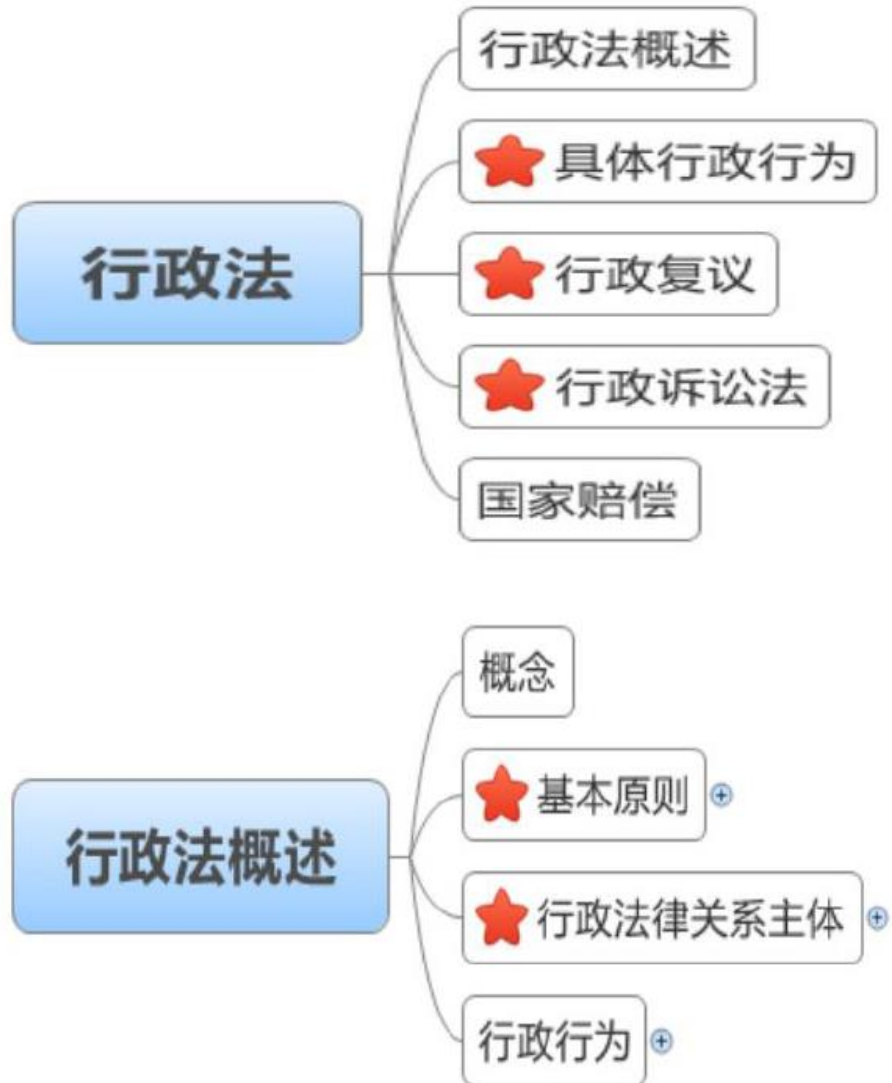 行政法
行政法概述
具体行政行为
行政复议
行政诉讼法
国家赔偿
行政法概述
概念
基本原则
行政法律关系主体
行政行为